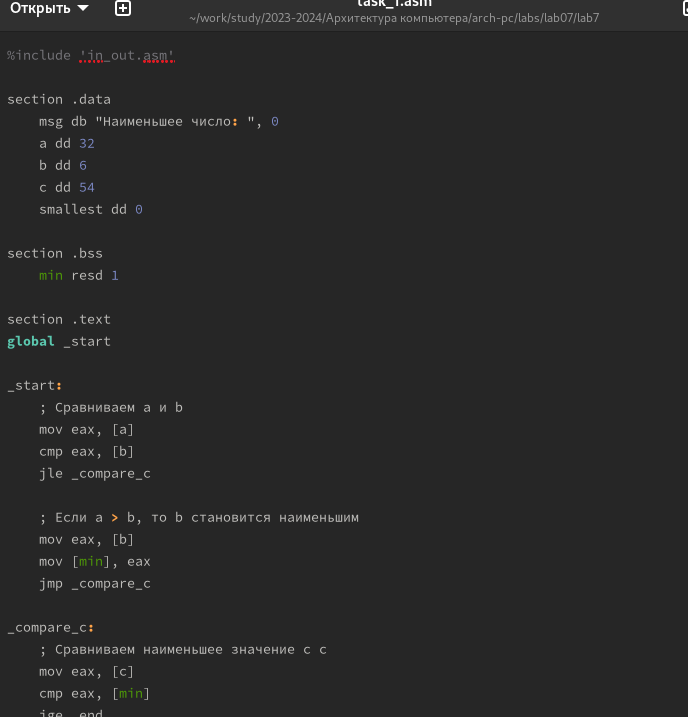 Открыть
task_1.asm
~/work/study/2023-2024/Архитектура компьютера/arch-pc/labs/lab07/lab7
%include 'in_out.asm'
section .data
    msg db "Наименьшее число: ", 0
    a dd 32
    b dd 6
    c dd 54
    smallest dd 0
section .bss
    min resd 1
section .text
global _start
_start:
    ; Сравниваем a и b
    mov eax, [a]
    cmp eax, [b]
    jle _compare_c
    ; Если a > b, то b становится наименьшим
    mov eax, [b]
    mov [min], eax
    jmp _compare_c
_compare_c:
    ; Сравниваем наименьшее значение с c
    mov eax, [c]
    cmp eax, [min]
    jge _end